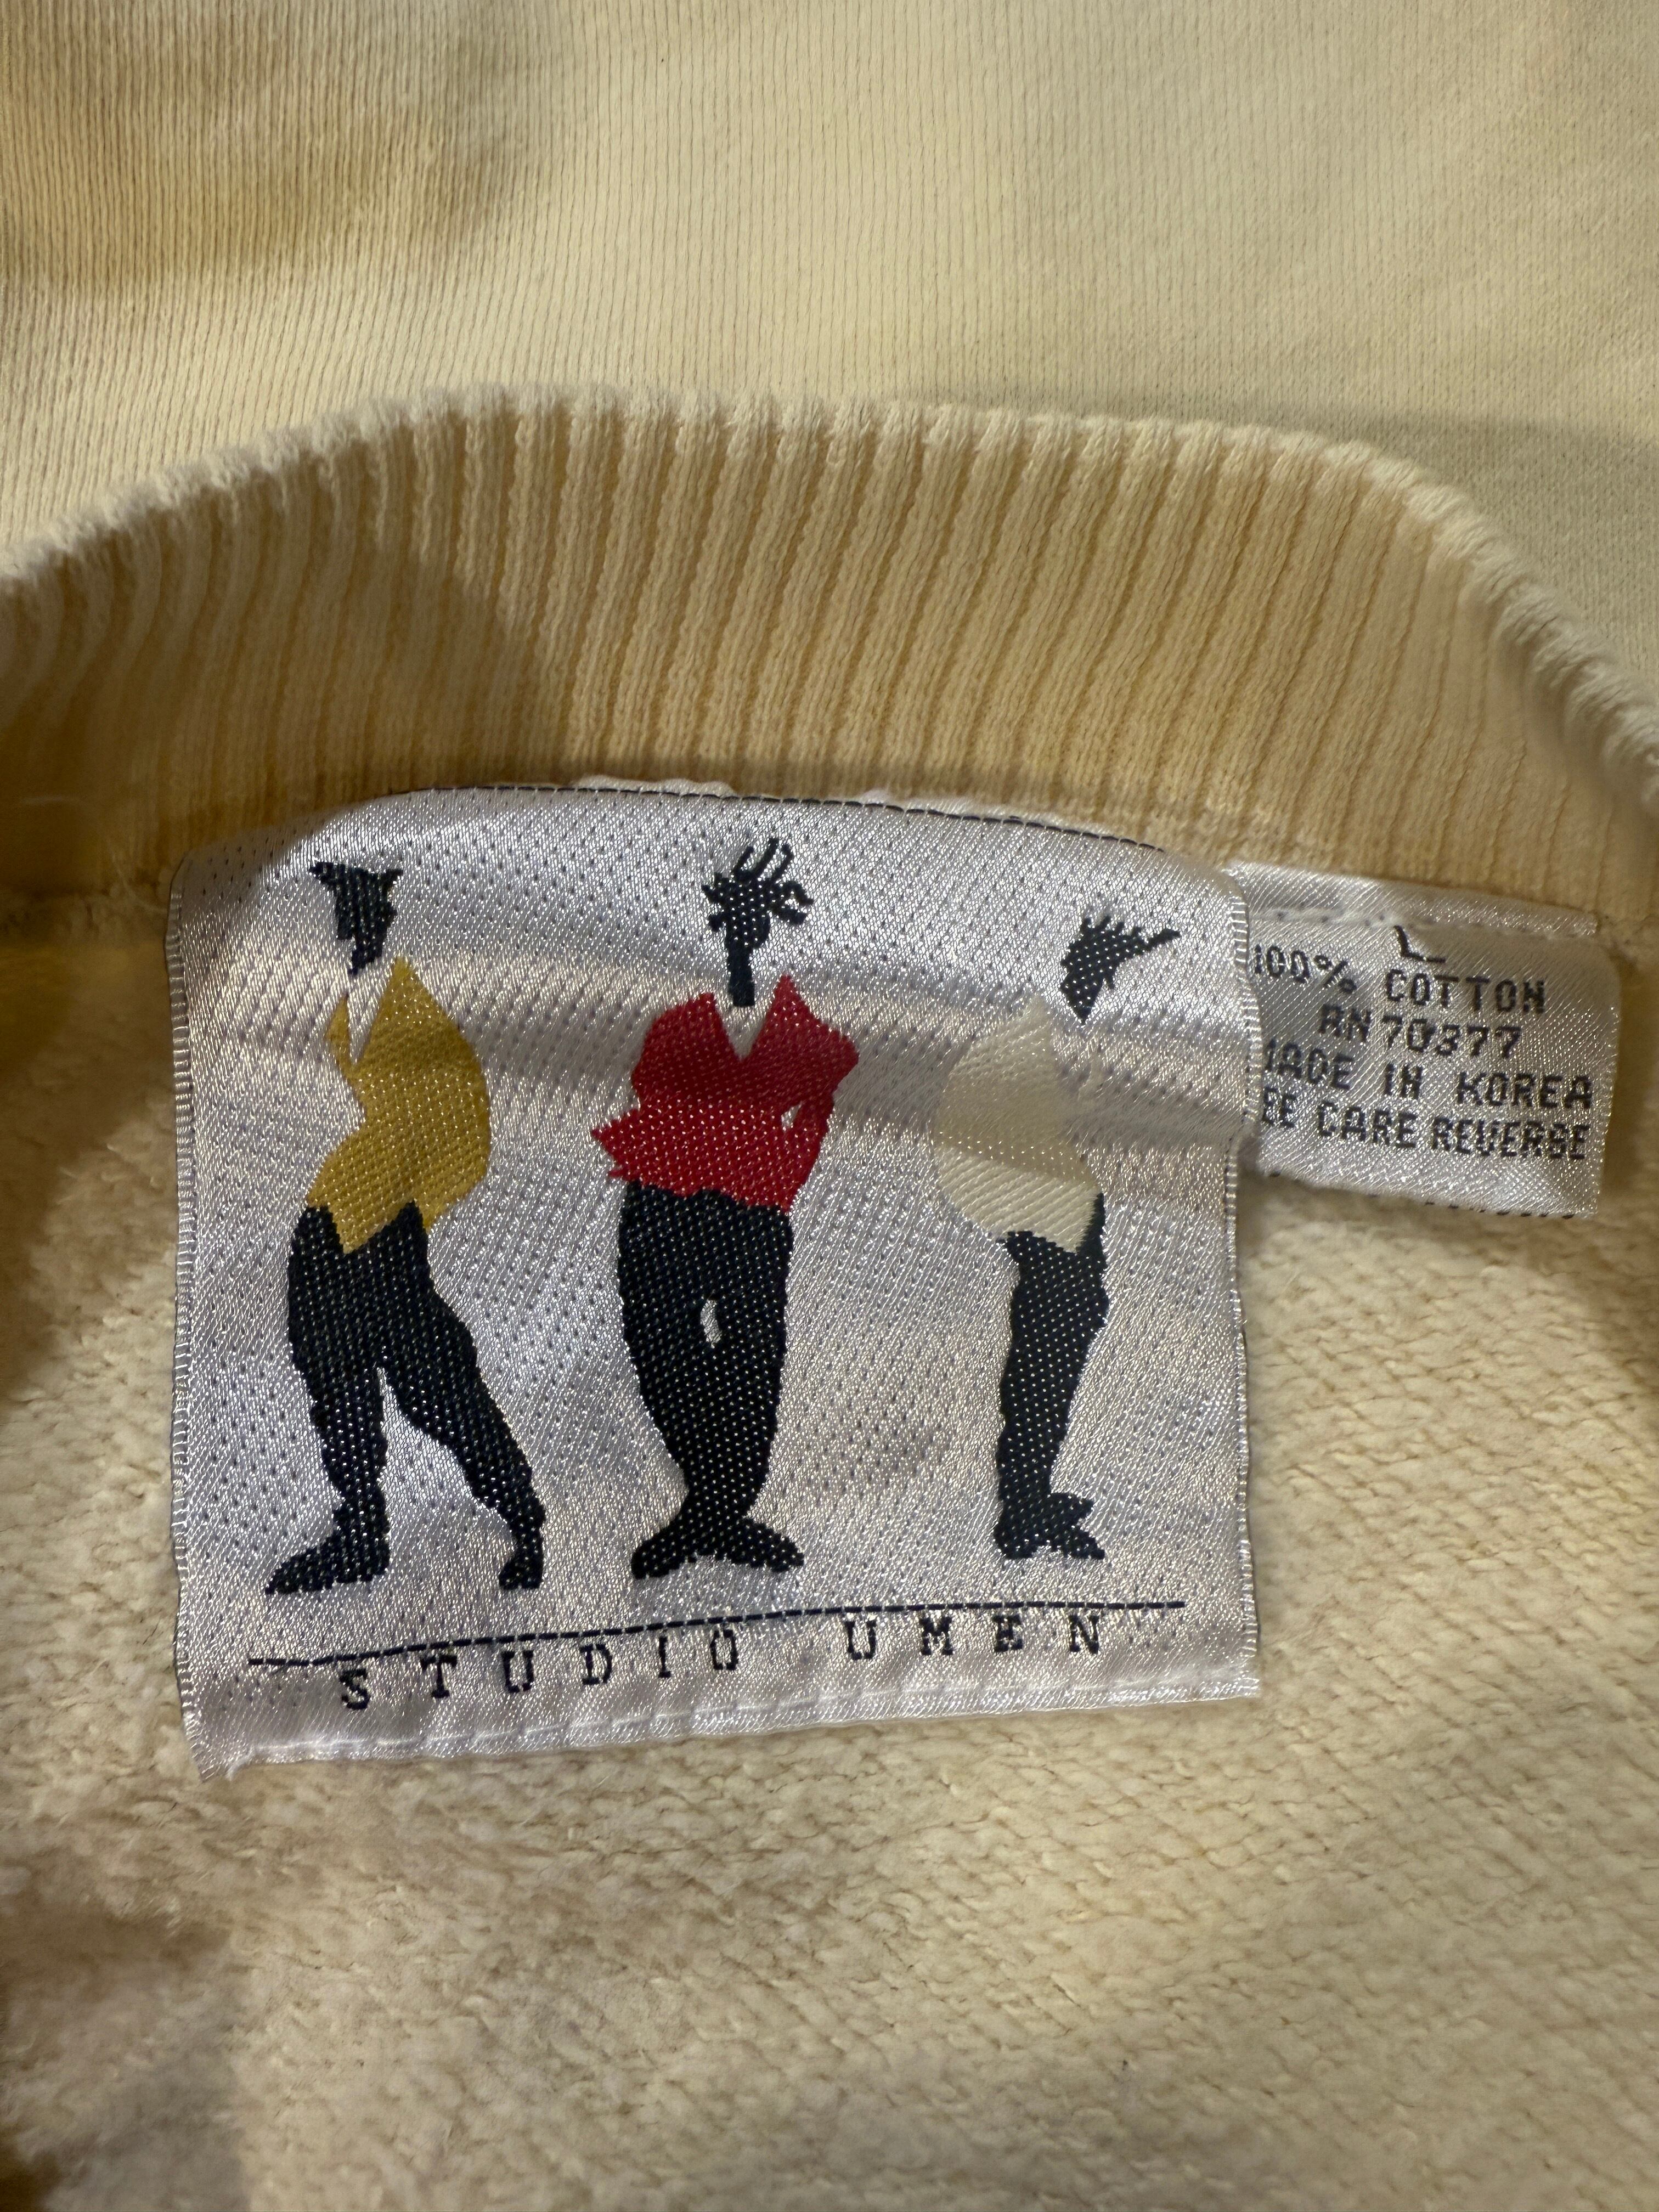 L
100% COTTON
RN 70377
MADE IN KOREA
SEE CARE REVERSE
STUDIO UMEN